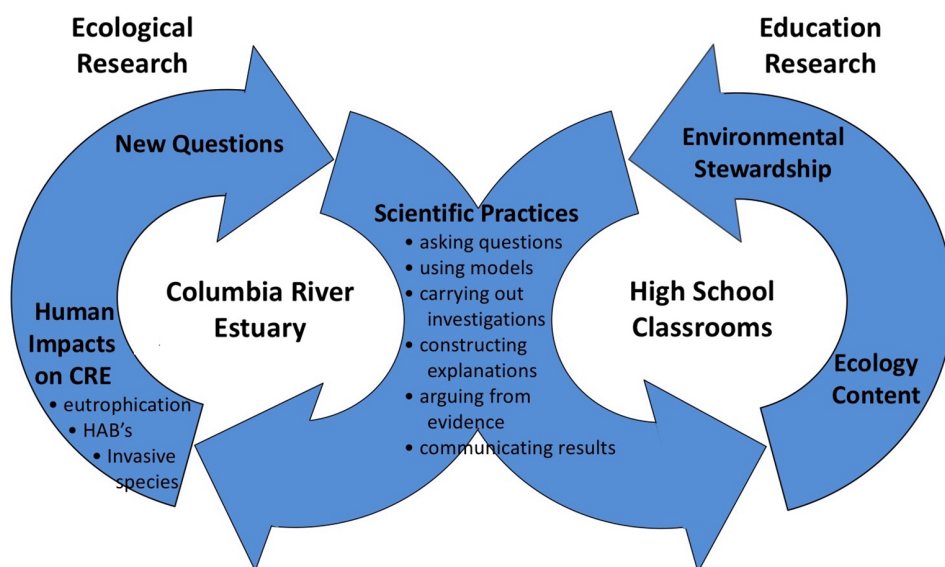 Ecological
Research
Education
Research
New Questions
Environmental
Stewardship
Scientific Practices
• asking questions
• using models
• carrying out
investigations
• constructing
explanations
• arguing from
evidence
• communicating results
Columbia River
Estuary
High School
Classrooms
Human
Impacts
on CRE
• eutrophication
• HAB's
• Invasive
species
Ecology
Content